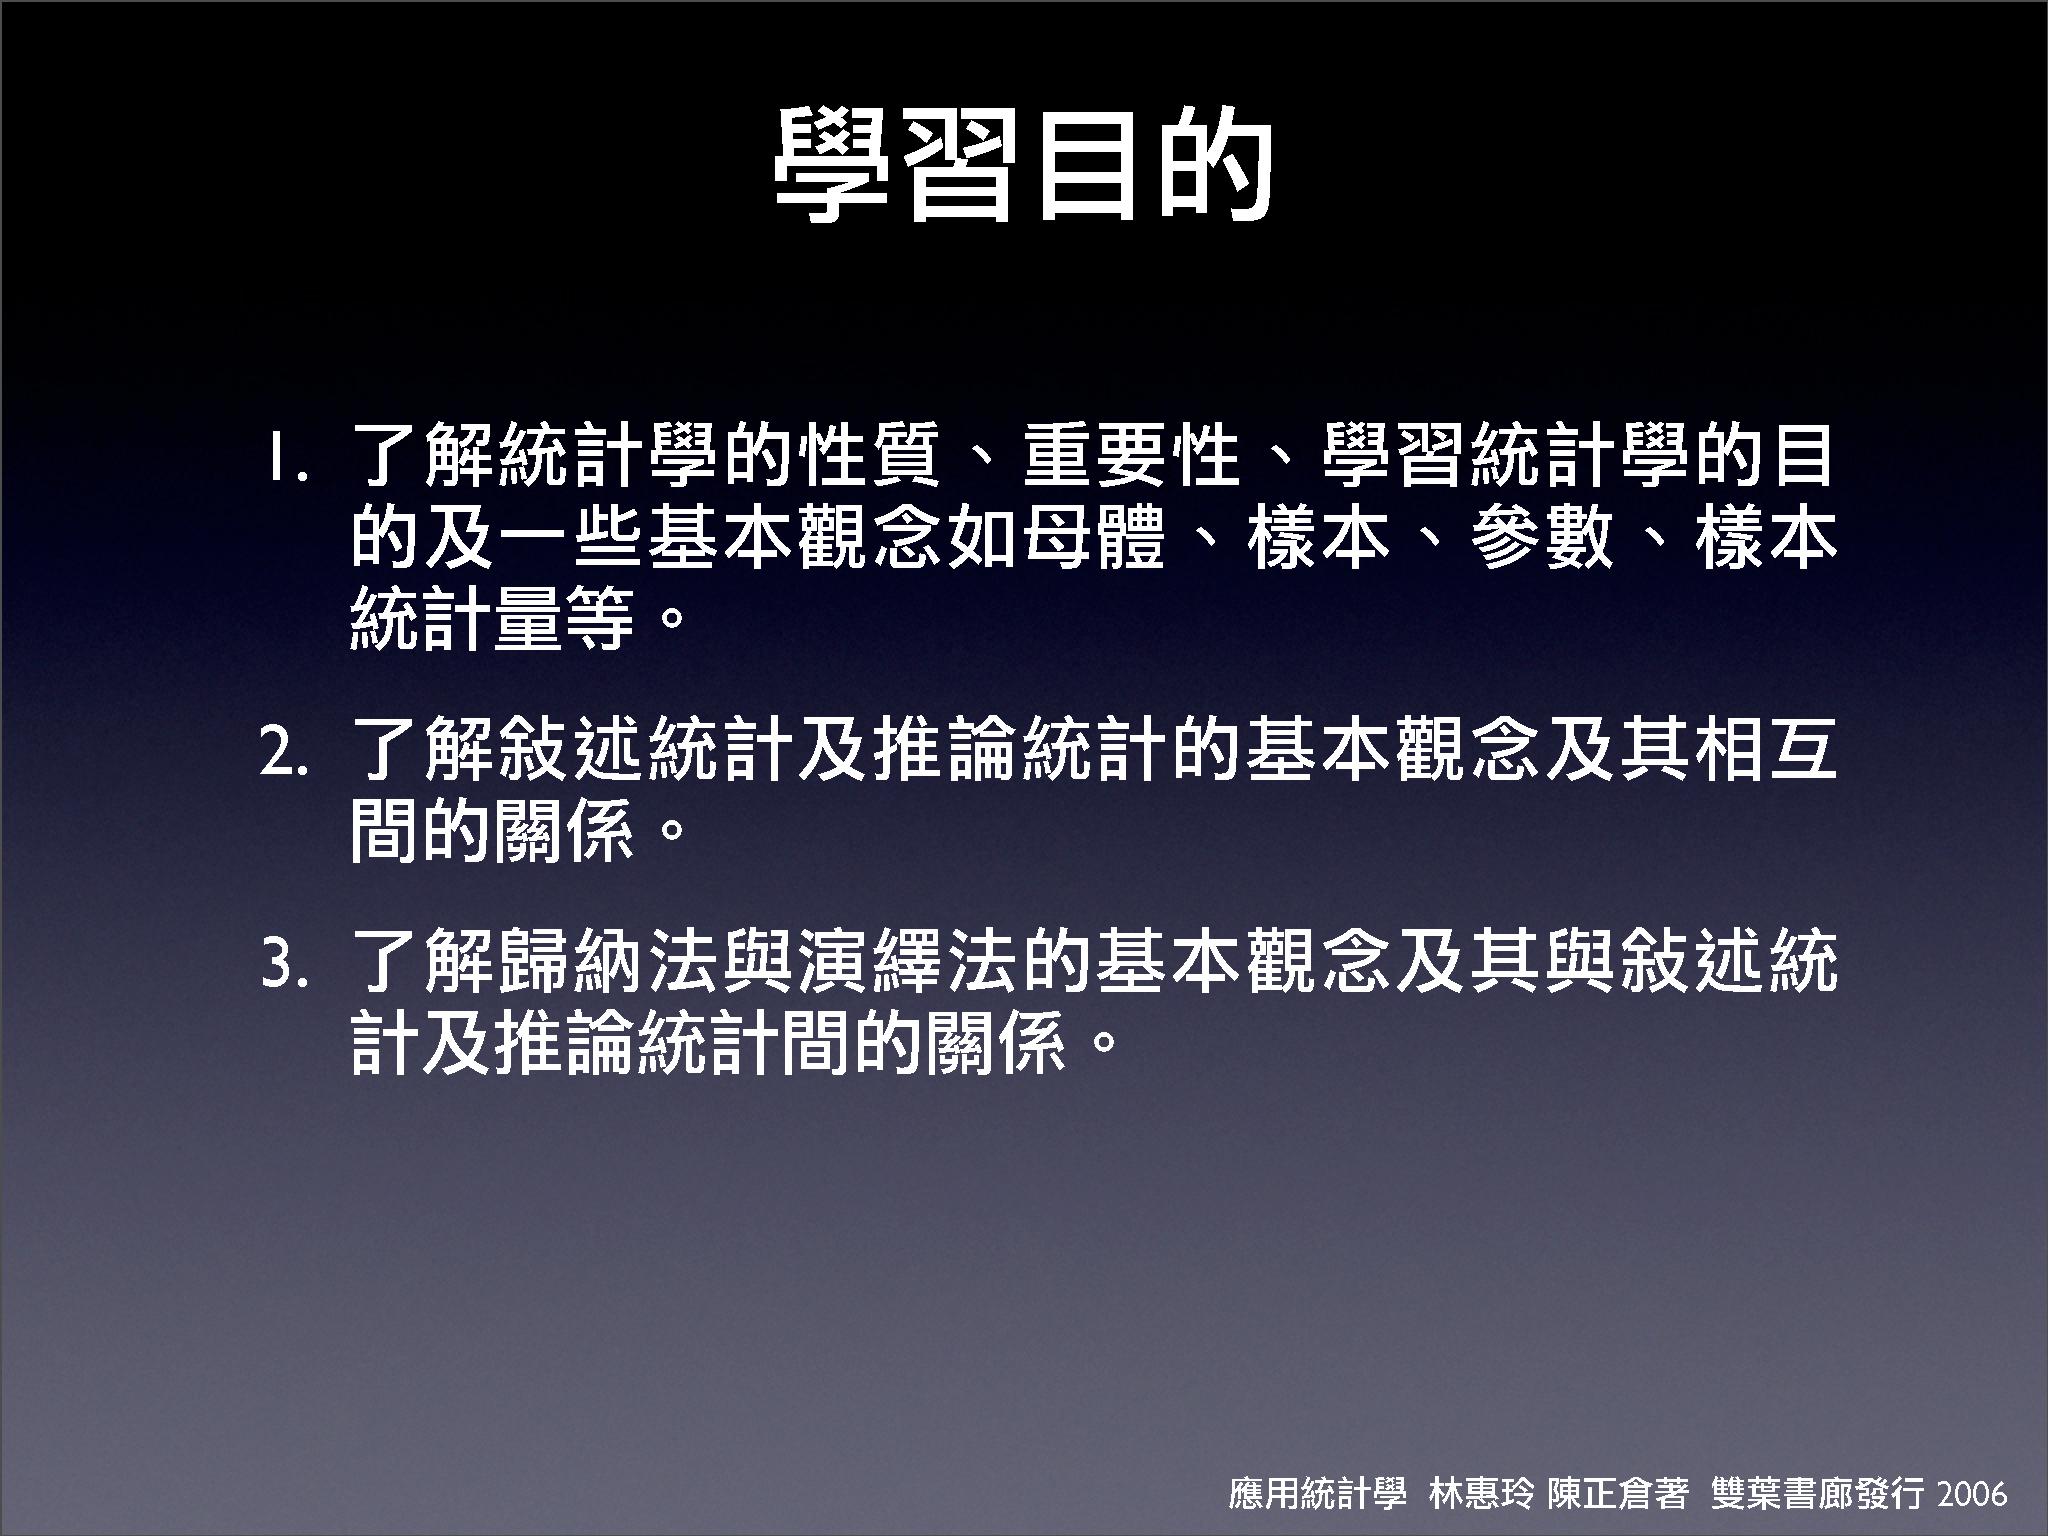 學習目的
1. 了解統計學的性質、重要性、學習統計學的目
的及一些基本觀念如母體、樣本、參數、樣本
統計量等。
2. 了解敍述統計及推論統計的基本觀念及其相互
間的關係。
3. 了解歸納法與演繹法的基本觀念及其與敍述統
計及推論統計間的關係。
應用統計學 林惠玲 陳正倉著 雙葉書廊發行 2006